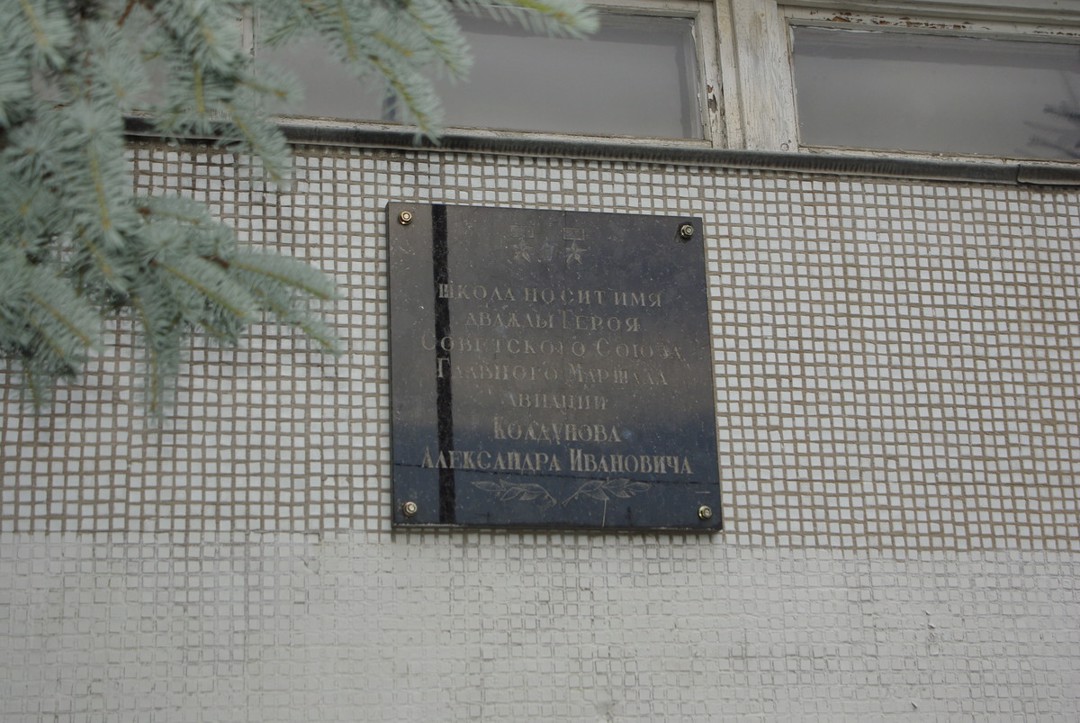 Школа носит имя
дважды Героя
Советского Союза
Главного Маршала
авиации
Колдунова
Александра Ивановича